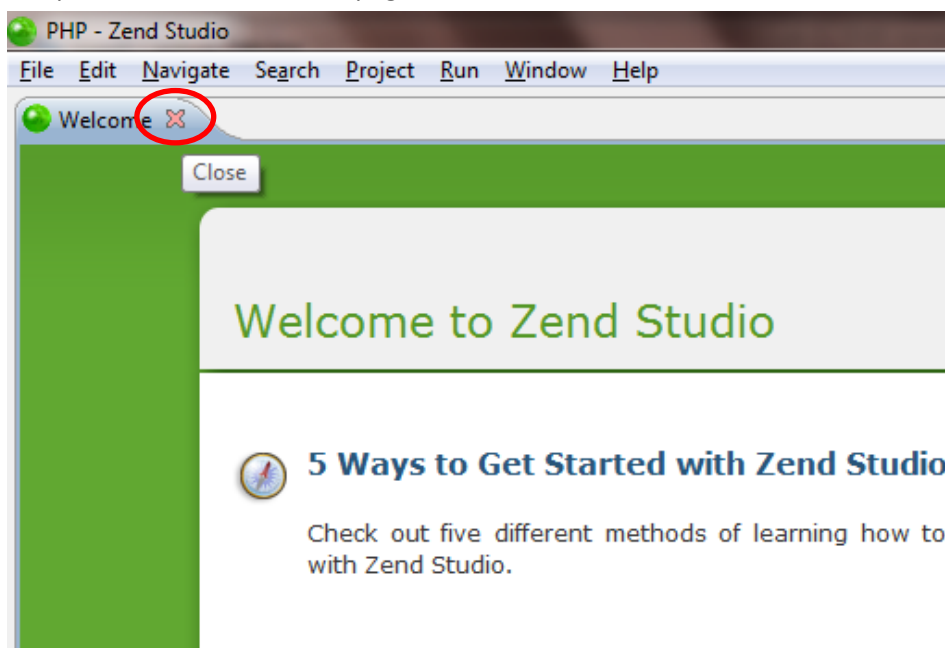 PHP - Zend Studio
File Edit Navigate Search Project Run Window Help
Welcome
Close
Welcome to Zend Studio
5 Ways to Get Started with Zend Studio
Check out five different methods of learning how to
with Zend Studio.